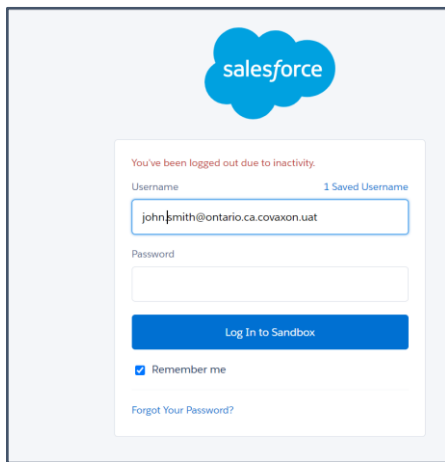 salesforce
You've been logged out due to inactivity.
Username 1 Saved Username
john.smith@ontario.ca.covaxon.uat
Password
Log In to Sandbox
Remember me
Forgot Your Password?